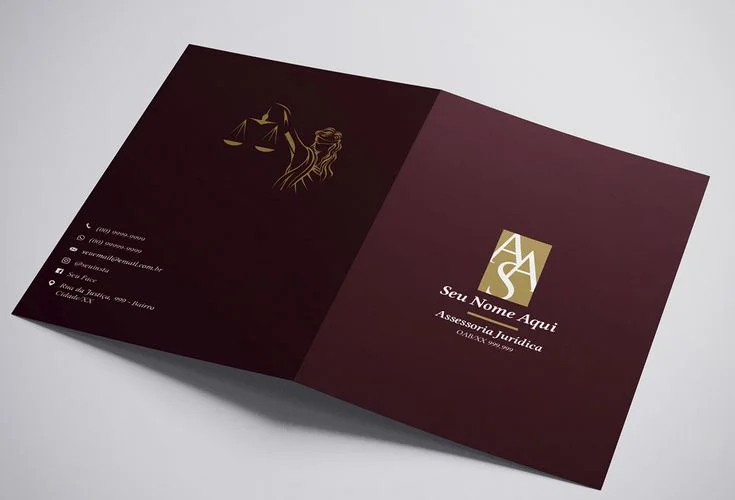 (00) 9999-9999
(00) 99999-9999
seuemail@email.com.br
@seuinsta
Seu Face
Rua da Justiça, 999 - Bairro
Cidade/XX
AAS
Seu Nome Aqui
Assessoria Jurídica
OAB/XX 999.999